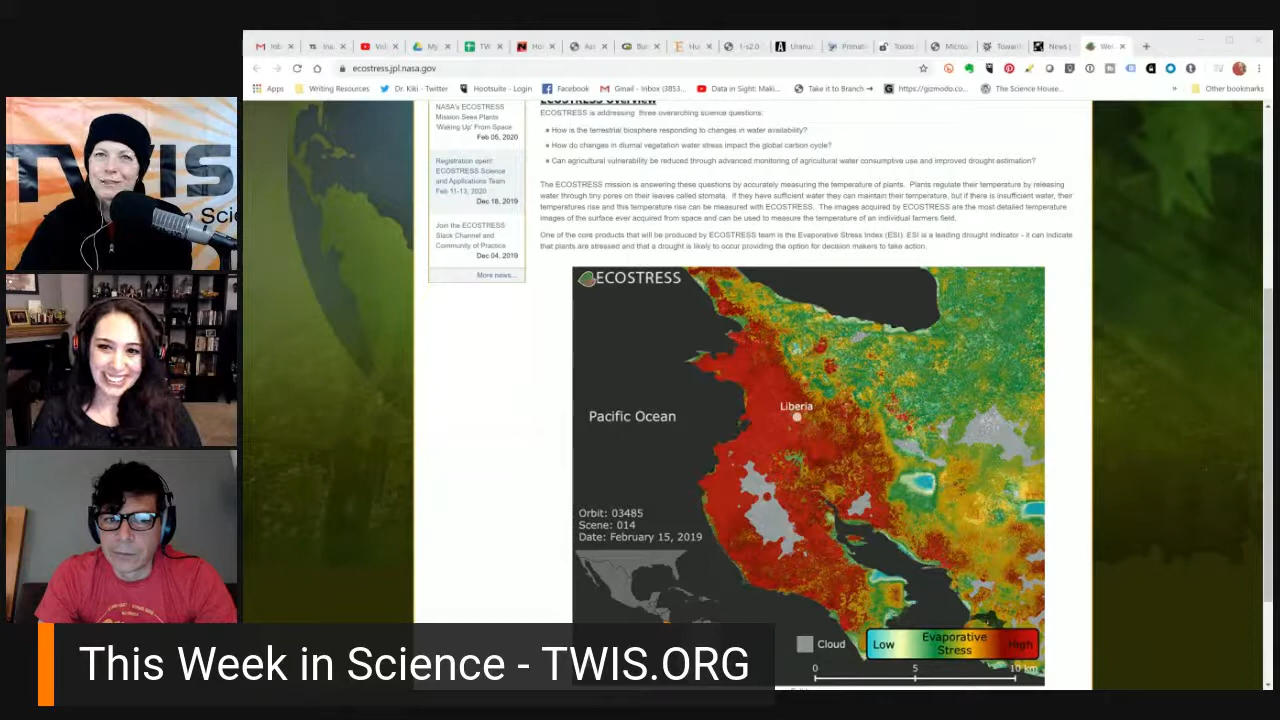 TWIS
Sci
ecostress.jpl.nasa.gov
Apps
Writing Resources
Dr. Kiki - Twitter
Hootsuite - Login
Facebook
Gmail - Inbox (3853...
Data in Sight: Maki...
Take it to Branch →
https://gizmodo.co...
The Science House...
»
Other bookmarks
NASA's ECOSTRESS
Mission Sees Plants
'Waking Up' From Space
Feb 05, 2020
Registration open!
ECOSTRESS Science
and Applications Team
Feb 11-13, 2020
Dec 18, 2019
Join the ECOSTRESS
Slack Channel and
Community of Practice
Dec 04, 2019
More news...
ECOSTRESS Overview
ECOSTRESS is addressing three overarching science questions:
How is the terrestrial biosphere responding to changes in water availability?
How do changes in diurnal vegetation water stress impact the global carbon cycle?
Can agricultural vulnerability be reduced through advanced monitoring of agricultural water consumptive use and improved drought estimation?
The ECOSTRESS mission is answering these questions by accurately measuring the temperature of plants. Plants regulate their temperature by releasing
water through tiny pores on their leaves called stomata. If they have sufficient water they can maintain their temperature, but if there is insufficient water, their
temperatures rise and this temperature rise can be measured with ECOSTRESS. The images acquired by ECOSTRESS are the most detailed temperature
images of the surface ever acquired from space and can be used to measure the temperature of an individual farmers field.
One of the core products that will be produced by ECOSTRESS team is the Evaporative Stress Index (ESI). ESI is a leading drought indicator - it can indicate
that plants are stressed and that a drought is likely to occur providing the option for decision makers to take action.
ECOSTRESS
Liberia
Pacific Ocean
Orbit: 03485
Scene: 014
Date: February 15, 2019
Cloud
Low
Evaporative
Stress
High
0 5 10 km
This Week in Science - TWIS.ORG